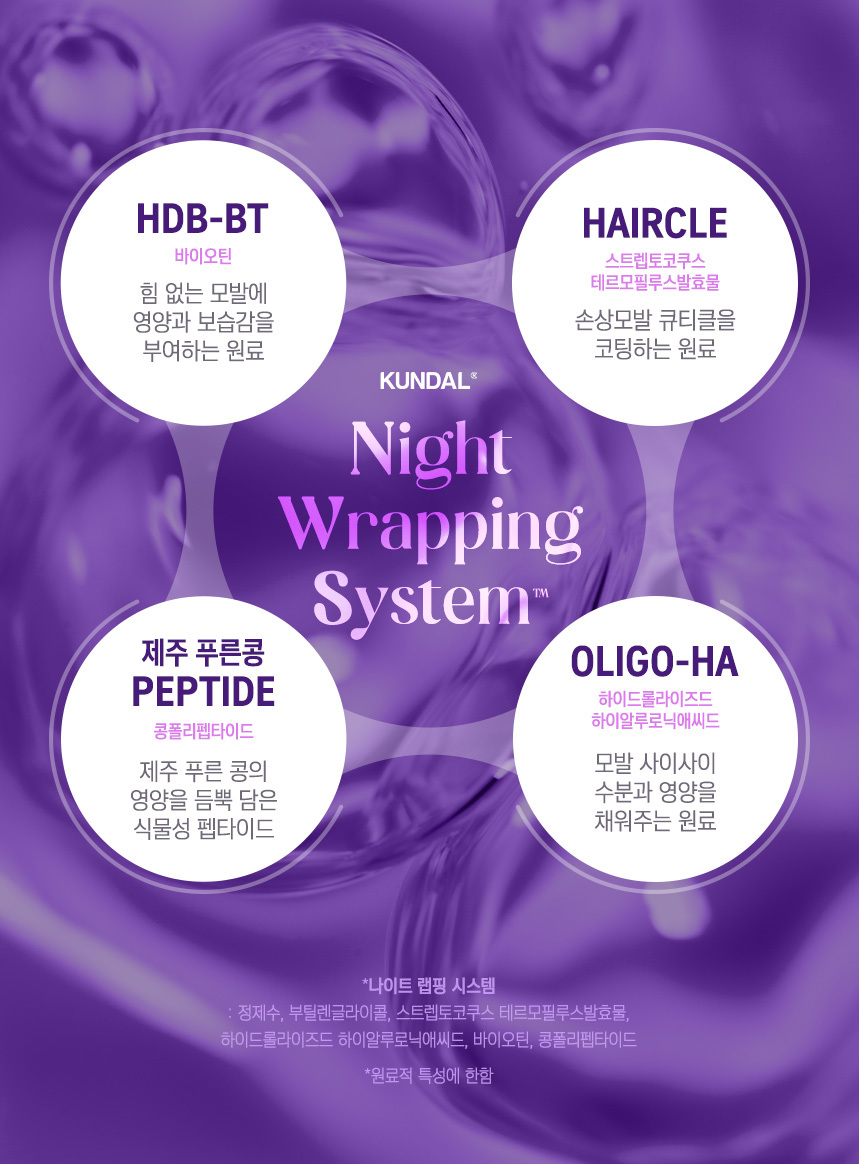 HDB-BT
바이오틴
힘 없는 모발에
영양과 보습감을
부여하는 원료
HAIRCLE
스트렙토코쿠스
테르모필루스발효물
손상모발 큐티클을
코팅하는 원료
KUNDAL®
Night
Wrapping
System™
제주 푸른콩
PEPTIDE
콩폴리펩타이드
제주 푸른 콩의
영양을 듬뿍 담은
식물성 펩타이드
OLIGO-HA
하이드롤라이즈드
하이알루로닉애씨드
모발 사이사이
수분과 영양을
채워주는 원료
*나이트 랩핑 시스템
: 정제수, 부틸렌글라이콜, 스트렙토코쿠스 테르모필루스발효물,
하이드롤라이즈드 하이알루로닉애씨드, 바이오틴, 콩폴리펩타이드
*원료적 특성에 한함